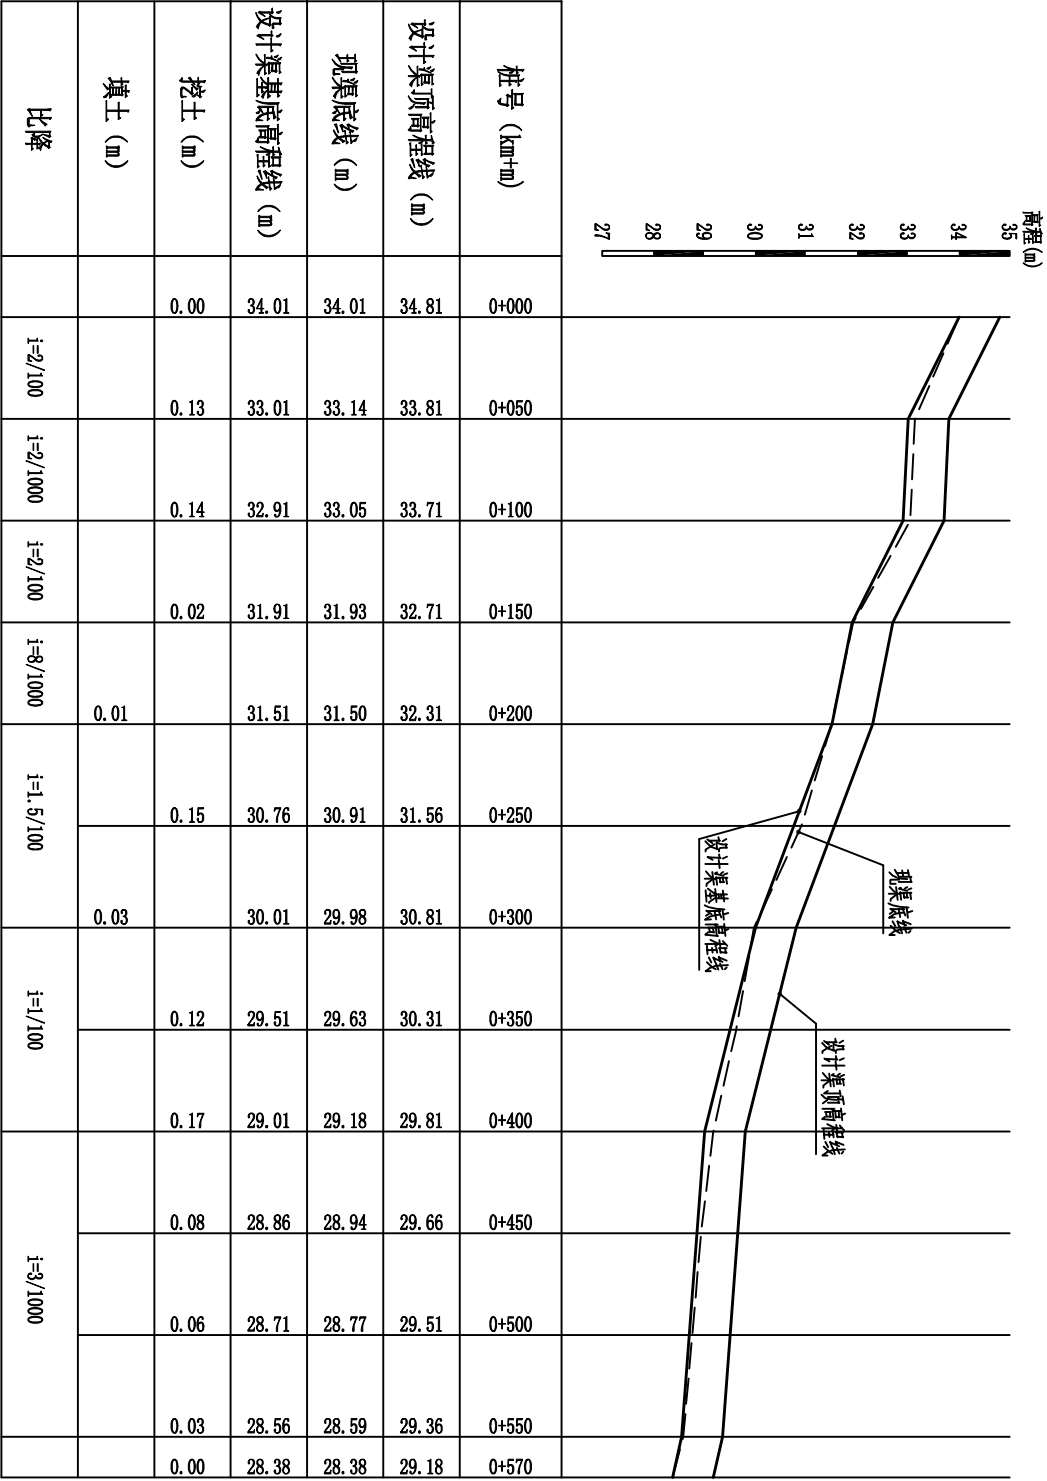 高程(m)
35
34
33
32
31
30
29
28
27
现渠底线
设计渠基底高程线
设计渠顶高程线
桩号（km+m） 0+000 0+050 0+100 0+150 0+200 0+250 0+300 0+350 0+400 0+450 0+500 0+550 0+570
设计渠顶高程线（m） 34.81 33.81 33.71 32.71 32.31 31.56 30.81 30.31 29.81 29.66 29.51 29.36 29.18
现渠底线（m） 34.01 33.14 33.05 31.93 31.50 30.91 29.98 29.63 29.18 28.94 28.77 28.59 28.38
设计渠基底高程线（m） 34.01 33.01 32.91 31.91 31.51 30.76 30.01 29.51 29.01 28.86 28.71 28.56 28.38
挖土（m） 0.00 0.13 0.14 0.02 0.15 0.12 0.17 0.08 0.06 0.03 0.00
填土（m） 0.01 0.03
比降 i=2/100 i=2/1000 i=2/100 i=8/1000 i=1.5/100 i=1/100 i=3/1000